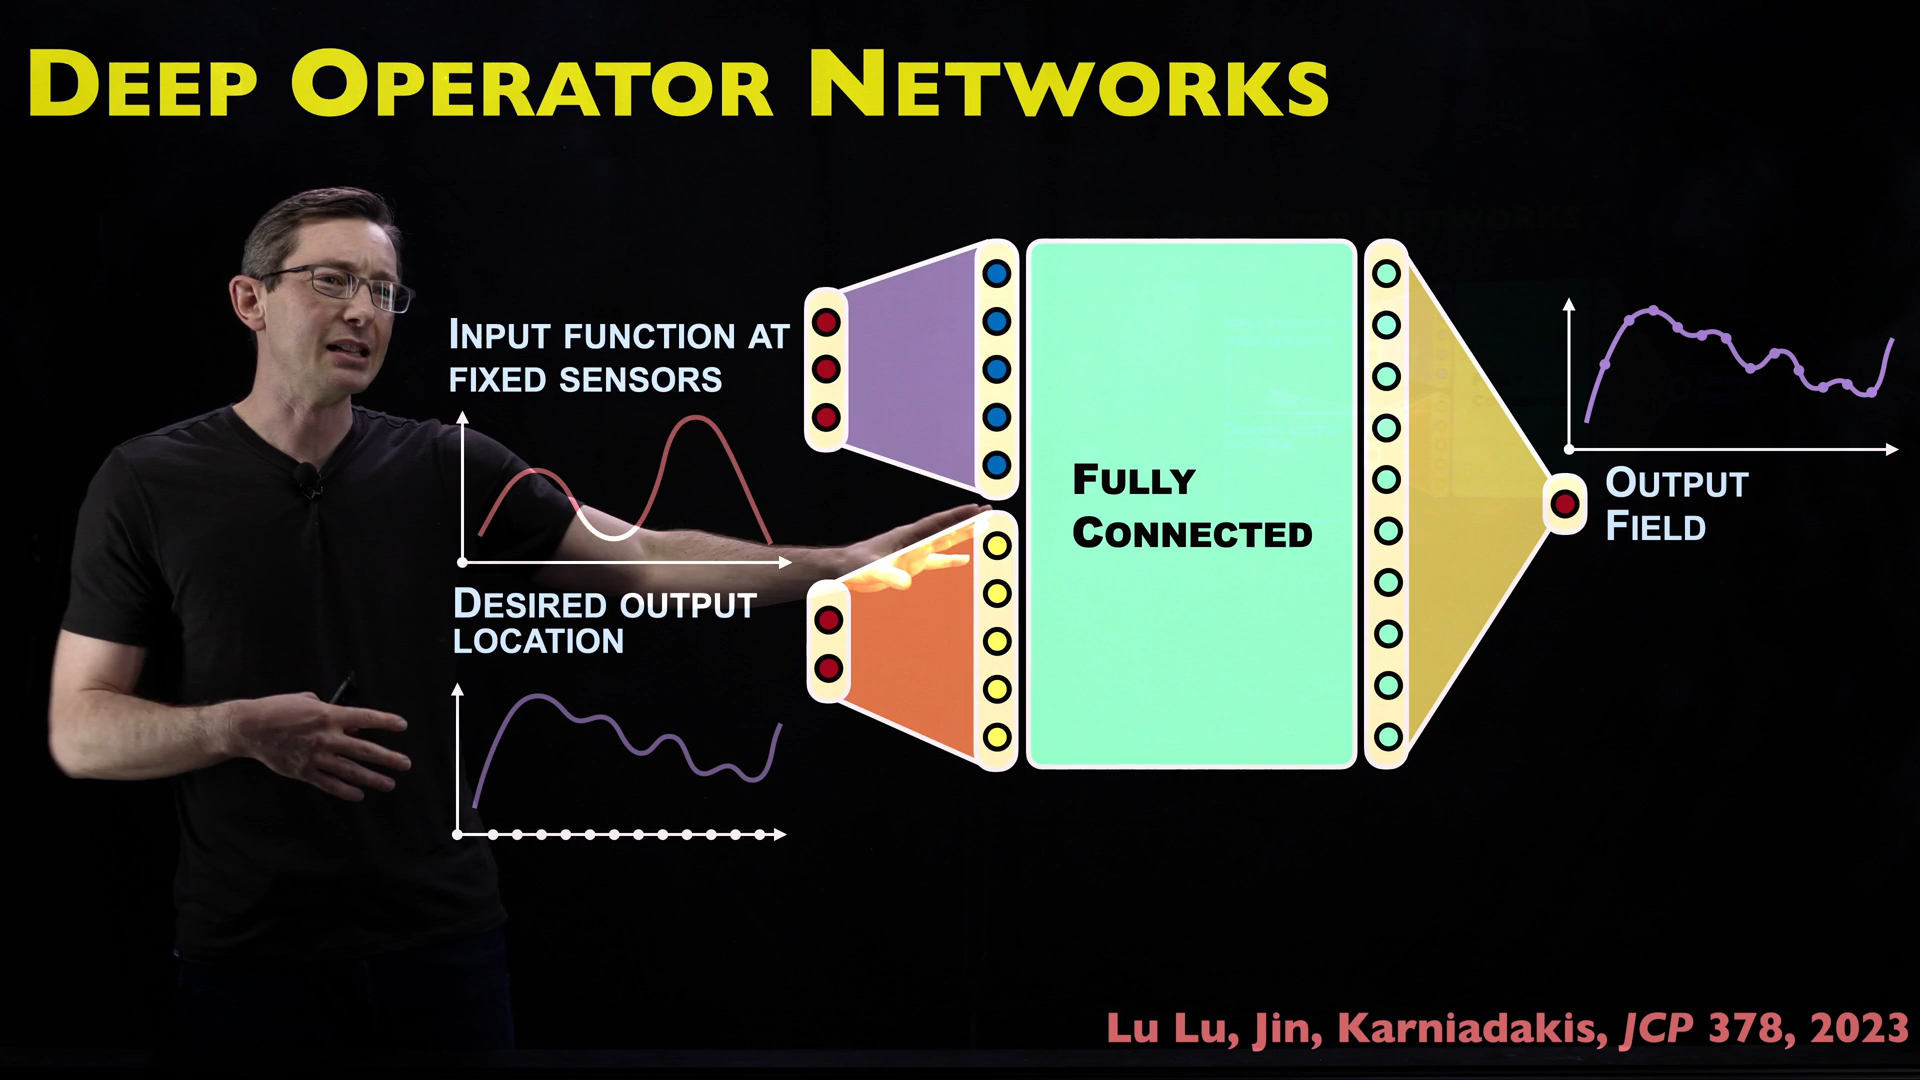 DEEP OPERATOR NETWORKS
INPUT FUNCTION AT
FIXED SENSORS
DESIRED OUTPUT
LOCATION
FULLY
CONNECTED
OUTPUT
FIELD
Lu Lu, Jin, Karniadakis, JCP 378, 2023